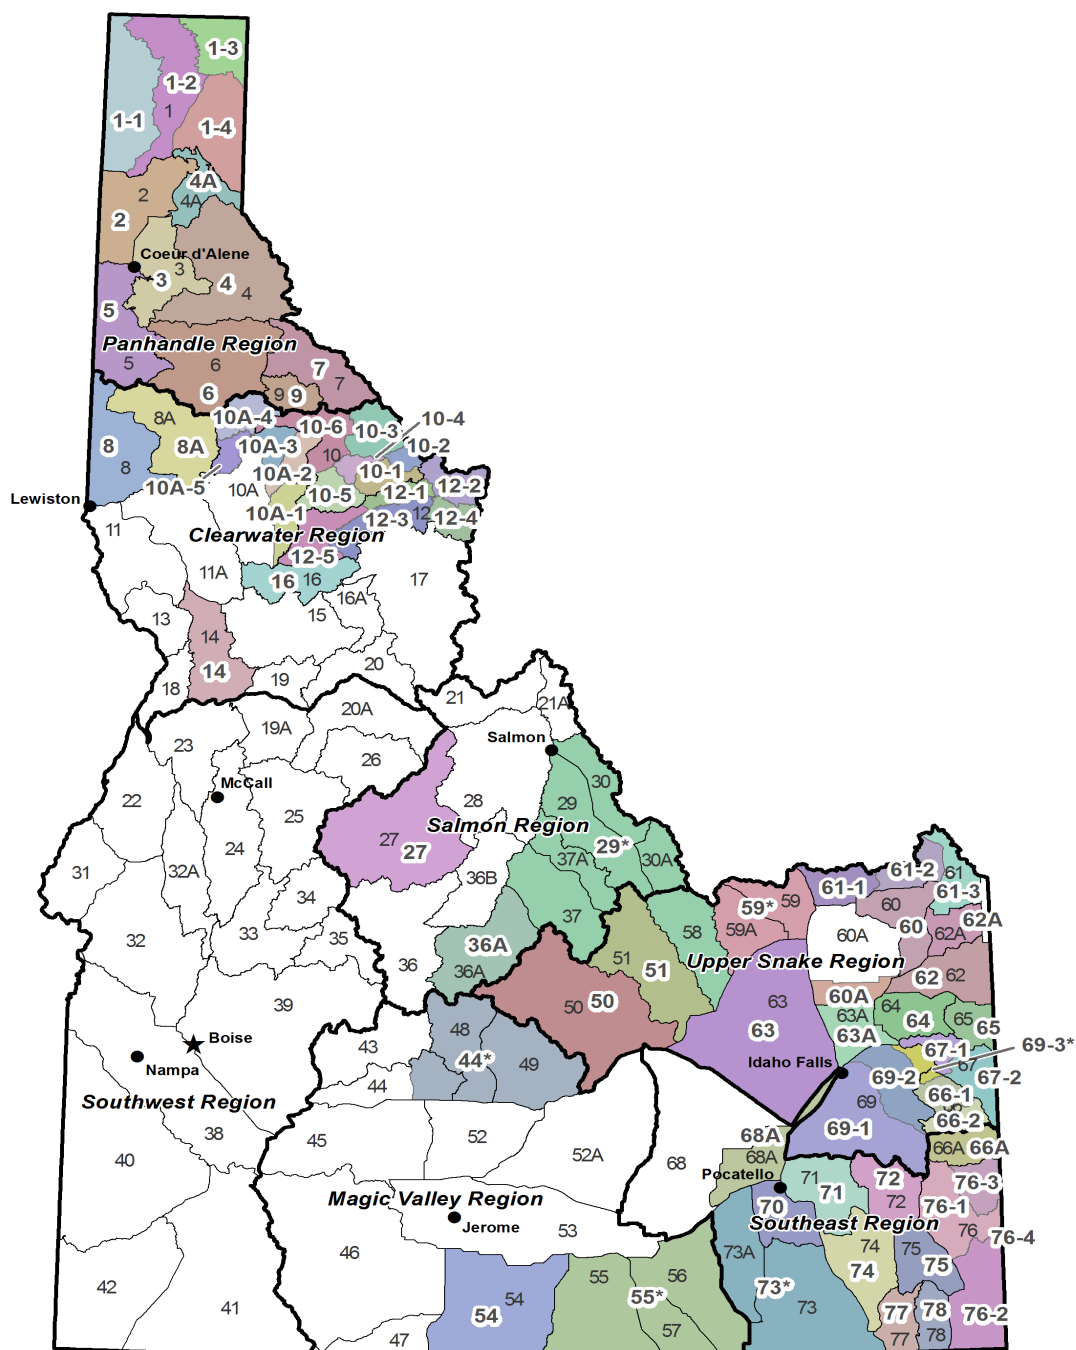 1-3
1-2
1
1-1
1-4
4A
4A
2
2
Coeur d'Alene
3
3
4
4
5
Panhandle Region
5
6
7
7
6
9
9
8A
10A-4
10-6
10-3
10-4
8
8A
10A-3
10
10-2
8
10A-2
10-1
10A-5
10A
10-5
12-1
12-2
Lewiston
10A-1
12-3
12
12-4
11
Clearwater Region
12-5
11A
16
16
17
16A
13
15
14
14
18
19
20
21
21A
20A
19A
23
Salmon
26
McCall
30
22
28
29
25
Salmon Region
27
27
24
29*
37A
30A
31
32A
36B
61-2
61
61-1
61-3
34
59
59*
60
37
62A
33
35
32
36A
58
59A
60A
60
62A
36
36A
51
51
Upper Snake Region
62
62
39
50
50
63
60A
64
63A
65
48
63
63A
64
65
Boise
43
69-3*
67-1
Nampa
44*
49
Idaho Falls
67
69-2
67-2
44
66-1
Southwest Region
69
66-2
38
45
52
69-1
68A
66A
66A
40
52A
68
68A
Pocatello
71
72
76-3
71
72
Magic Valley Region
70
76-1
Jerome
53
Southeast Region
76
76-4
46
73A
74
75
74
75
42
55
56
73*
41
54
55*
73
77
78
76-2
54
57
47
77
78